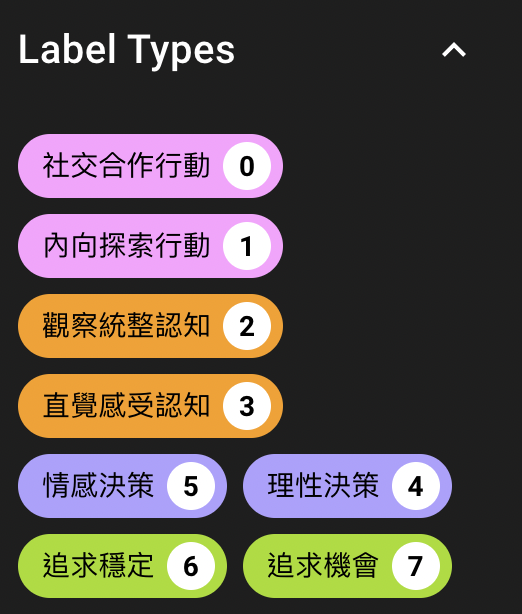 Label Types
社交合作行動 0
內向探索行動 1
觀察統整認知 2
直覺感受認知 3
情感決策 5 理性決策 4
追求穩定 6 追求機會 7